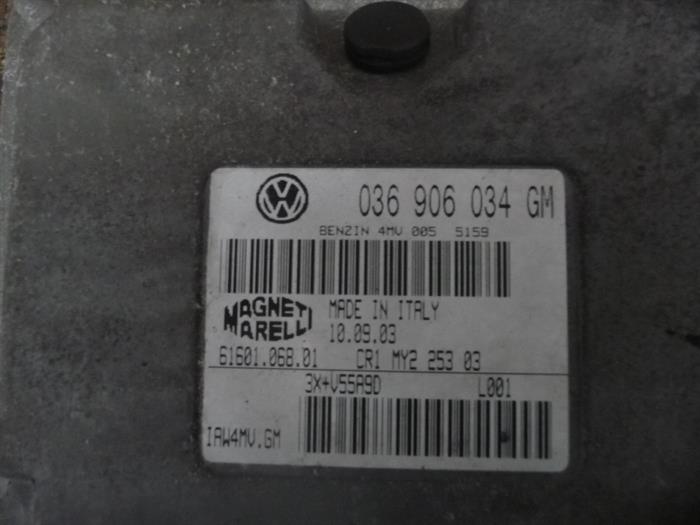 VW
036 906 034 GM
BENZIN 4MV 005 5159
MAGNETI
MARELLI
MADE IN ITALY
10.09.03
61601.068.01 CR1 MY2 253 03
3X+V55A9D L001
IAW4MV.GM